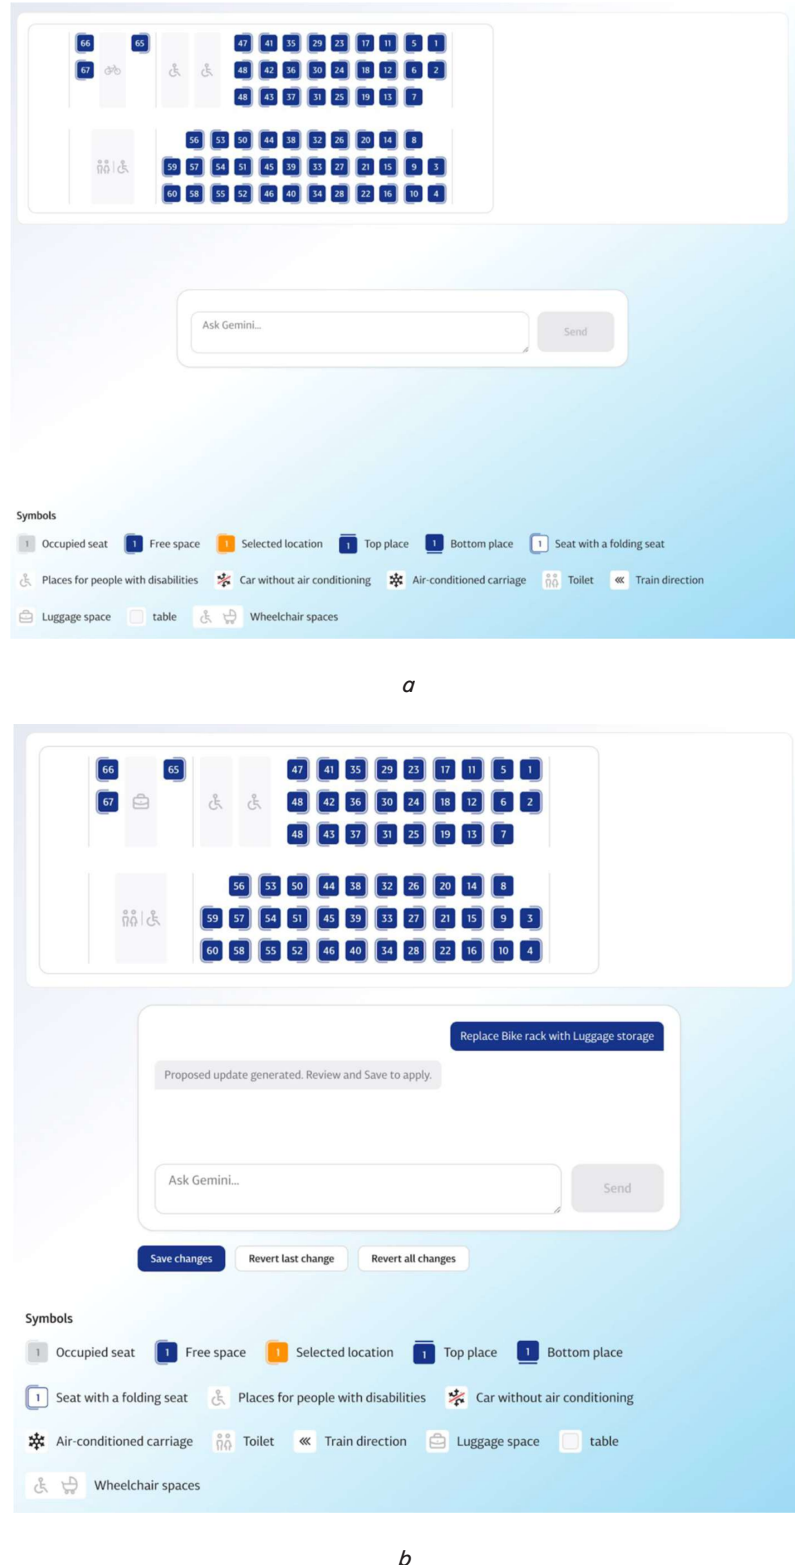 66 65 47 41 35 29 23 17 11 5 1
67 48 42 36 30 24 18 12 6 2
48 43 37 31 25 19 13 7
56 53 50 44 38 32 26 20 14 8
59 57 54 51 45 39 33 27 21 15 9 3
60 58 55 52 46 40 34 28 22 16 10 4
Ask Gemini...
Send
Symbols
1 Occupied seat 1 Free space 1 Selected location 1 Top place 1 Bottom place 1 Seat with a folding seat
Places for people with disabilities Car without air conditioning Air-conditioned carriage Toilet Train direction
Luggage space table Wheelchair spaces
a
66 65 47 41 35 29 23 17 11 5 1
67 48 42 36 30 24 18 12 6 2
48 43 37 31 25 19 13 7
56 53 50 44 38 32 26 20 14 8
59 57 54 51 45 39 33 27 21 15 9 3
60 58 55 52 46 40 34 28 22 16 10 4
Replace Bike rack with Luggage storage
Proposed update generated. Review and Save to apply.
Ask Gemini...
Send
Save changes Revert last change Revert all changes
Symbols
1 Occupied seat 1 Free space 1 Selected location 1 Top place 1 Bottom place
1 Seat with a folding seat Places for people with disabilities Car without air conditioning
Air-conditioned carriage Toilet Train direction Luggage space table
Wheelchair spaces
b